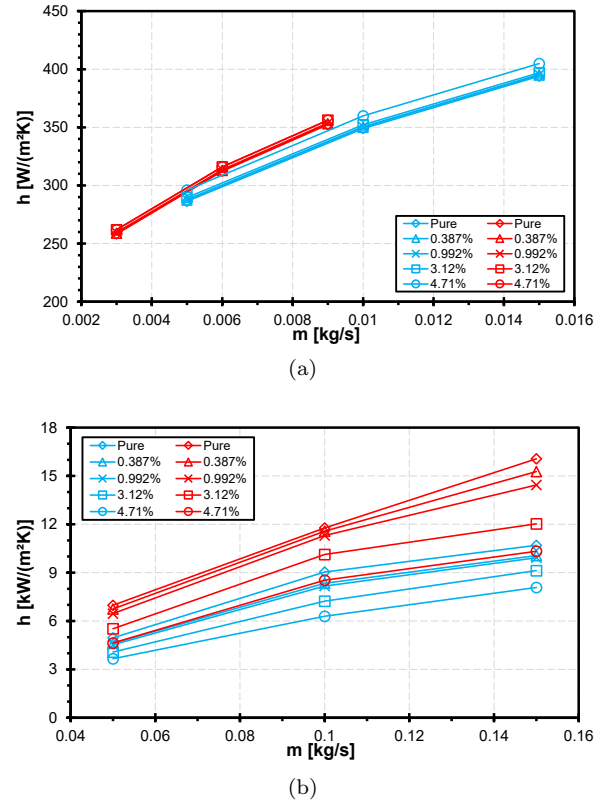 450
400
350
300
250
200
h [W/(m²K)]
Pure Pure
0.387% 0.387%
0.992% 0.992%
3.12% 3.12%
4.71% 4.71%
0.002 0.004 0.006 0.008 0.01 0.012 0.014 0.016
m [kg/s]
(a)
18
15
12
9
6
3
0
h [kW/(m²K)]
Pure Pure
0.387% 0.387%
0.992% 0.992%
3.12% 3.12%
4.71% 4.71%
0.04 0.06 0.08 0.1 0.12 0.14 0.16
m [kg/s]
(b)